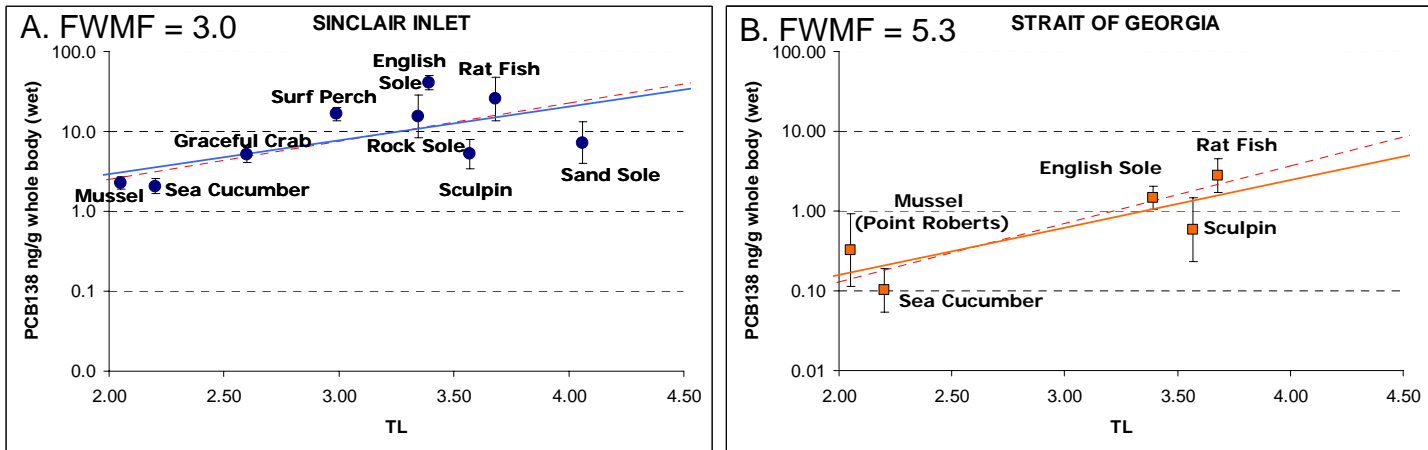 A. FWMF = 3.0
SINCLAIR INLET
PCB138 ng/g whole body (wet)
100.0
10.0
1.0
0.1
0.0
English
Sole
Rat Fish
Surf Perch
Graceful Crab
Rock Sole
Mussel
Sea Cucumber
Sculpin
Sand Sole
2.00 2.50 3.00 3.50 4.00 4.50
TL
B. FWMF = 5.3
STRAIT OF GEORGIA
PCB138 ng/g whole body (wet)
100.00
10.00
1.00
0.10
0.01
Rat Fish
English Sole
Mussel
(Point Roberts)
Sculpin
Sea Cucumber
2.00 2.50 3.00 3.50 4.00 4.50
TL